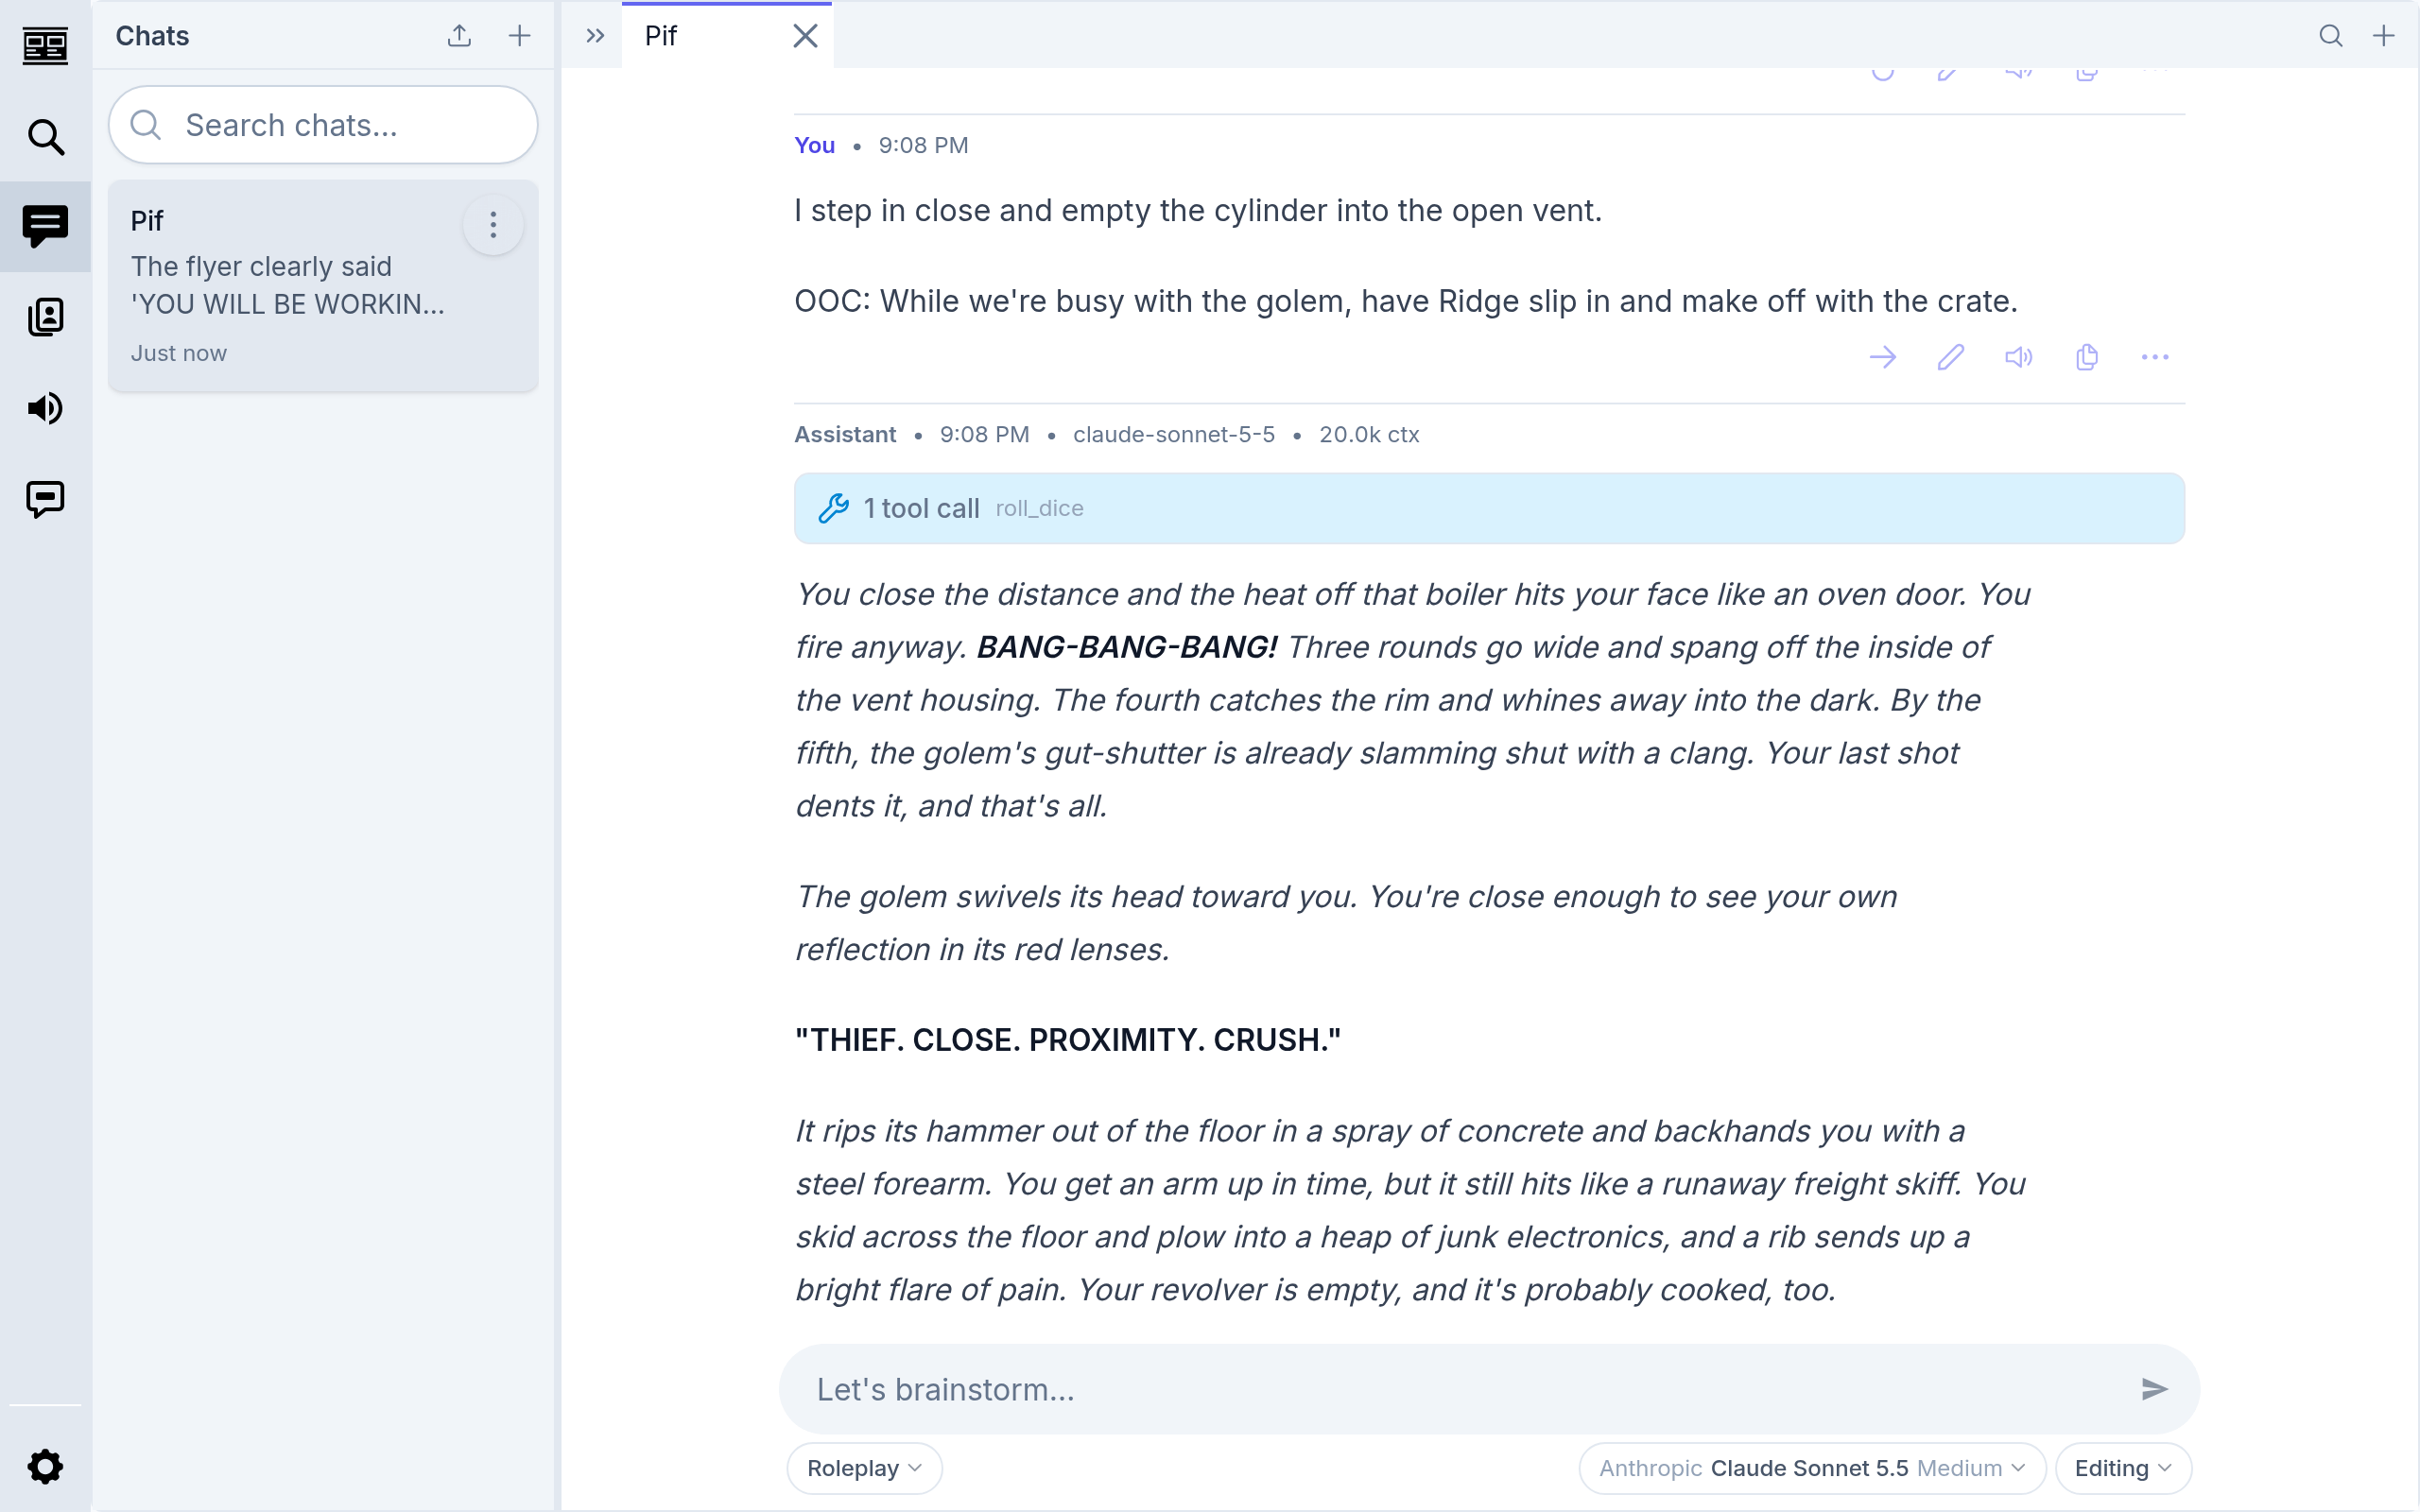 Chats
Pif
Search chats...
Pif
The flyer clearly said
'YOU WILL BE WORKIN...
Just now
You • 9:08 PM
I step in close and empty the cylinder into the open vent.
OOC: While we're busy with the golem, have Ridge slip in and make off with the crate.
Assistant • 9:08 PM • claude-sonnet-5-5 • 20.0k ctx
1 tool call roll_dice
You close the distance and the heat off that boiler hits your face like an oven door. You
fire anyway. BANG-BANG-BANG! Three rounds go wide and spang off the inside of
the vent housing. The fourth catches the rim and whines away into the dark. By the
fifth, the golem's gut-shutter is already slamming shut with a clang. Your last shot
dents it, and that's all.
The golem swivels its head toward you. You're close enough to see your own
reflection in its red lenses.
"THIEF. CLOSE. PROXIMITY. CRUSH."
It rips its hammer out of the floor in a spray of concrete and backhands you with a
steel forearm. You get an arm up in time, but it still hits like a runaway freight skiff. You
skid across the floor and plow into a heap of junk electronics, and a rib sends up a
bright flare of pain. Your revolver is empty, and it's probably cooked, too.
Let's brainstorm...
Roleplay
Anthropic Claude Sonnet 5.5 Medium
Editing